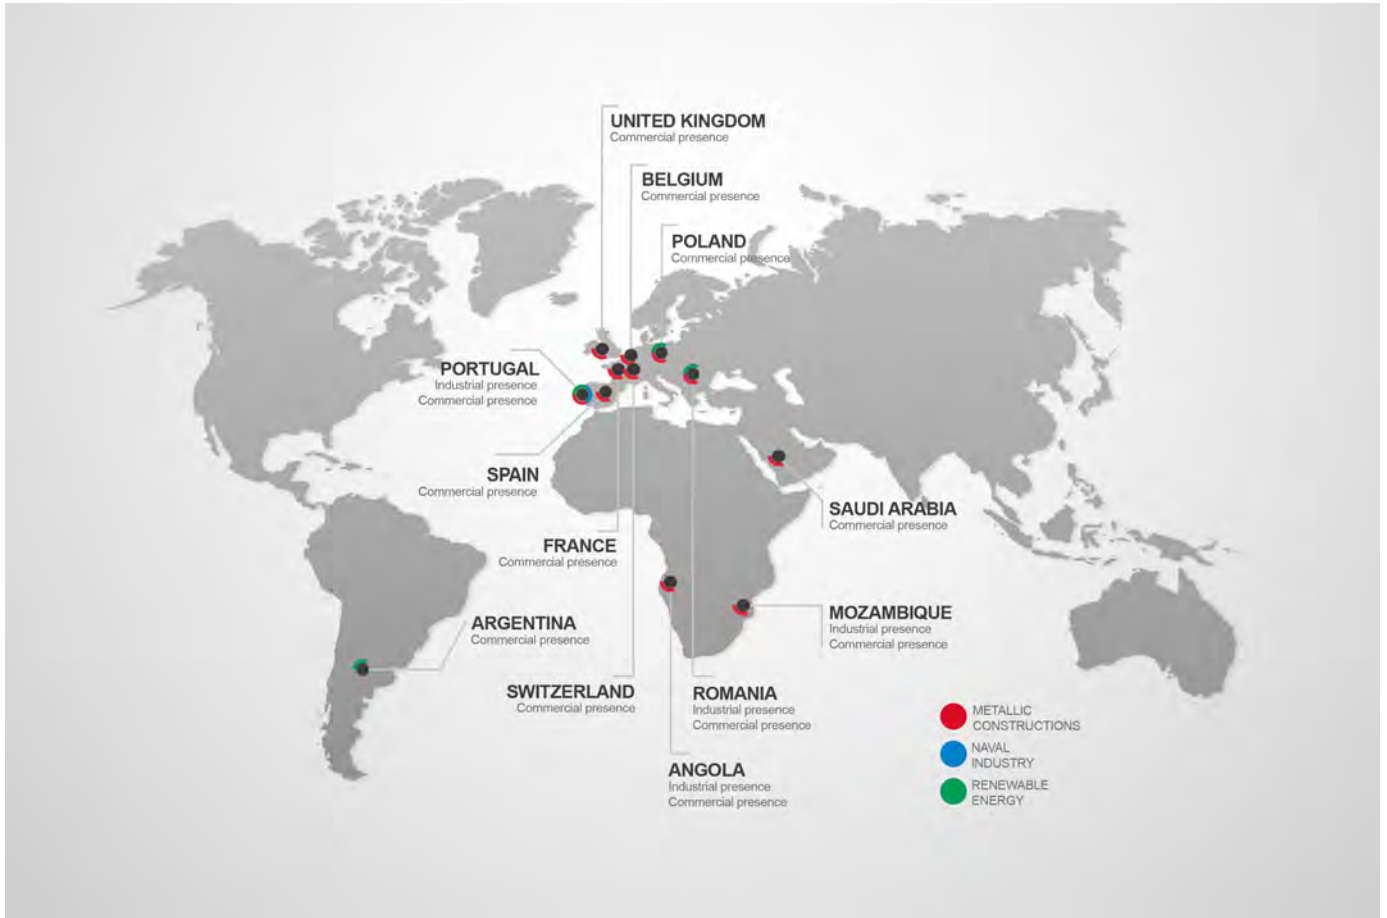 UNITED KINGDOM
Commercial presence
BELGIUM
Commercial presence
POLAND
Commercial presence
PORTUGAL
Industrial presence
Commercial presence
SPAIN
Commercial presence
FRANCE
Commercial presence
SAUDI ARABIA
Commercial presence
MOZAMBIQUE
Industrial presence
Commercial presence
ARGENTINA
Commercial presence
SWITZERLAND
Commercial presence
ROMANIA
Industrial presence
Commercial presence
ANGOLA
Industrial presence
Commercial presence
METALLIC
CONSTRUCTIONS
NAVAL
INDUSTRY
RENEWABLE
ENERGY